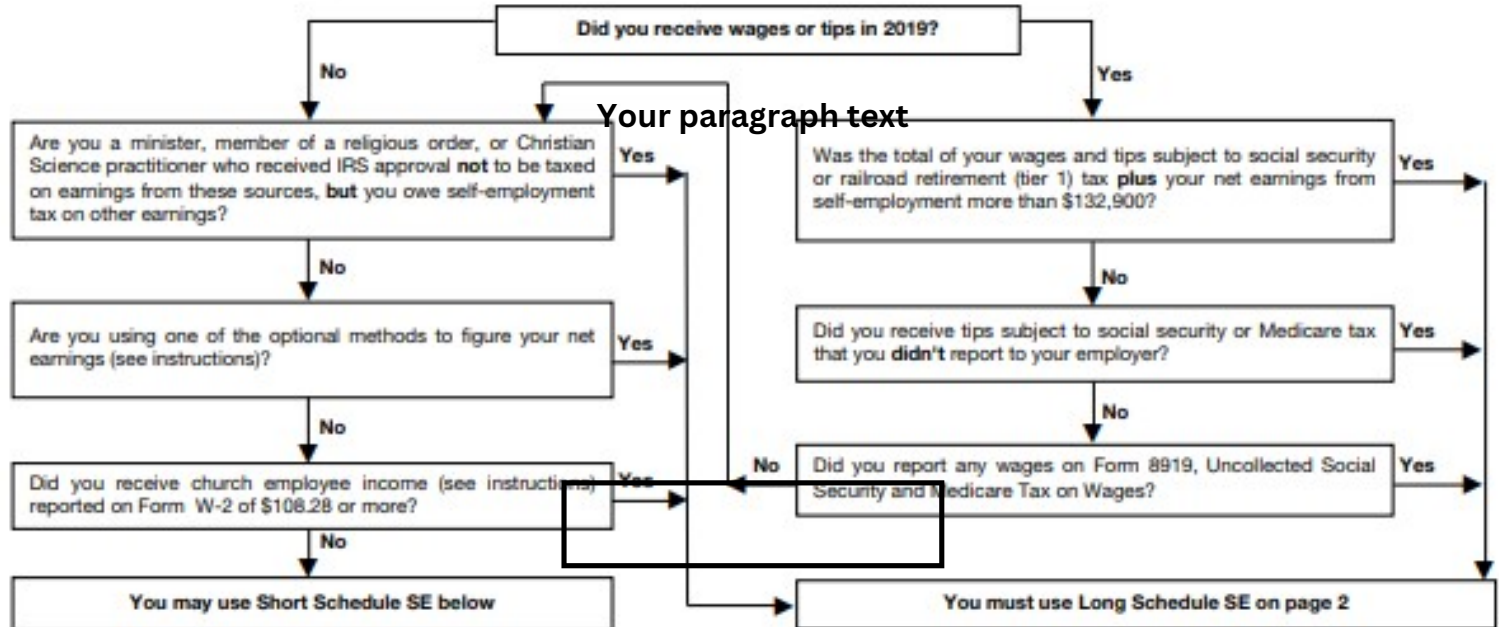 Did you receive wages or tips in 2019?
No
Yes
Your paragraph text
Are you a minister, member of a religious order, or Christian
Science practitioner who received IRS approval not to be taxed
on earnings from these sources, but you owe self-employment
tax on other earnings?
Yes
Was the total of your wages and tips subject to social security
or railroad retirement (tier 1) tax plus your net earnings from
self-employment more than $132,900?
Yes
No
No
Are you using one of the optional methods to figure your net
earnings (see instructions)?
Yes
Did you receive tips subject to social security or Medicare tax
that you didn't report to your employer?
Yes
No
No
Did you receive church employee income (see instructions)
reported on Form W-2 of $108.28 or more?
Yes
No
Did you report any wages on Form 8919, Uncollected Social
Security and Medicare Tax on Wages?
Yes
No
You may use Short Schedule SE below
You must use Long Schedule SE on page 2